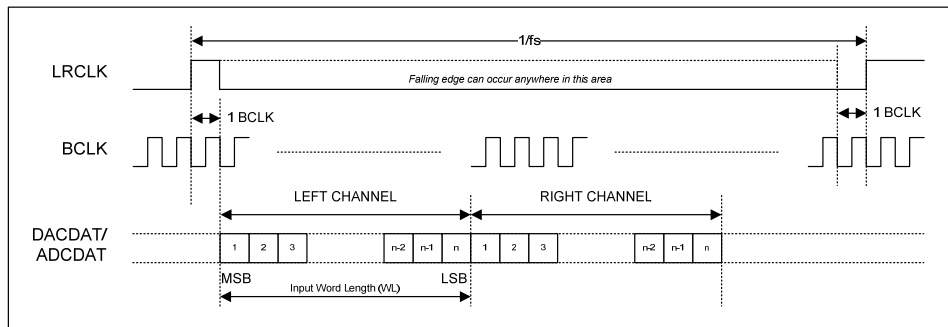 1/fs
LRCLK
Falling edge can occur anywhere in this area
1 BCLK
1 BCLK
BCLK
LEFT CHANNEL
RIGHT CHANNEL
DACDAT/
ADCDAT
1 2 3 n-2 n-1 n 1 2 3 n-2 n-1 n
MSB LSB
Input Word Length (WL)